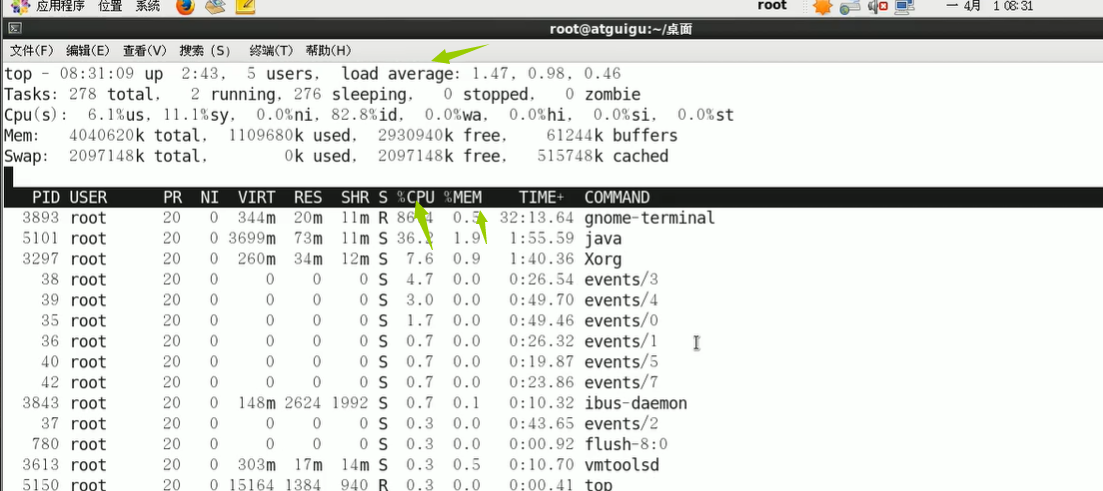 应用程序 位置 系统 root 一 4月 1 08:31
root@atguigu:~/桌面
文件(F) 编辑(E) 查看(V) 搜索 (S) 终端(T) 帮助(H)
top - 08:31:09 up 2:43, 5 users, load average: 1.47, 0.98, 0.46
Tasks: 278 total, 2 running, 276 sleeping, 0 stopped, 0 zombie
Cpu(s): 6.1%us, 11.1%sy, 0.0%ni, 82.8%id, 0.0%wa, 0.0%hi, 0.0%si, 0.0%st
Mem: 4040620k total, 1109680k used, 2930940k free, 61244k buffers
Swap: 2097148k total, 0k used, 2097148k free, 515748k cached
PID USER PR NI VIRT RES SHR S %CPU %MEM TIME+ COMMAND
3893 root 20 0 344m 20m 11m R 0.5 32:13.64 gnome-terminal
5101 root 20 0 3699m 73m 11m S 36.2 1.9 1:55.59 java
3297 root 20 0 260m 34m 12m S 7.6 0.9 1:40.36 Xorg
38 root 20 0 0 0 0 S 4.7 0.0 0:26.54 events/3
39 root 20 0 0 0 0 S 3.0 0.0 0:49.70 events/4
35 root 20 0 0 0 0 S 1.7 0.0 0:49.46 events/0
36 root 20 0 0 0 0 S 0.7 0.0 0:26.32 events/1
40 root 20 0 0 0 0 S 0.7 0.0 0:19.87 events/5
42 root 20 0 0 0 0 S 0.7 0.0 0:23.86 events/7
3843 root 20 0 148m 2624 1992 S 0.7 0.1 0:10.32 ibus-daemon
37 root 20 0 0 0 0 S 0.3 0.0 0:43.65 events/2
780 root 20 0 0 0 0 S 0.3 0.0 0:00.92 flush-8:0
3613 root 20 0 303m 17m 14m S 0.3 0.5 0:10.70 vmtoolsd
5150 root 20 0 15164 1384 940 R 0.3 0.0 0:00.41 top